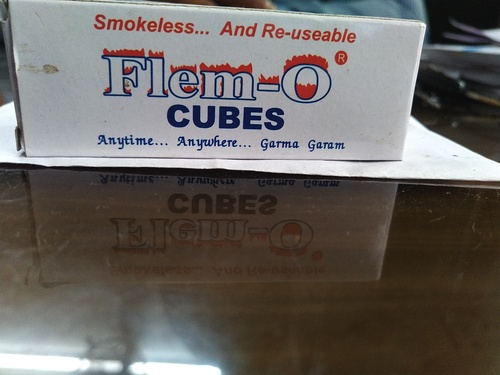 Smokeless... And Re-useable
Flem-O®
CUBES
Anytime... Anywhere... Garma Garam